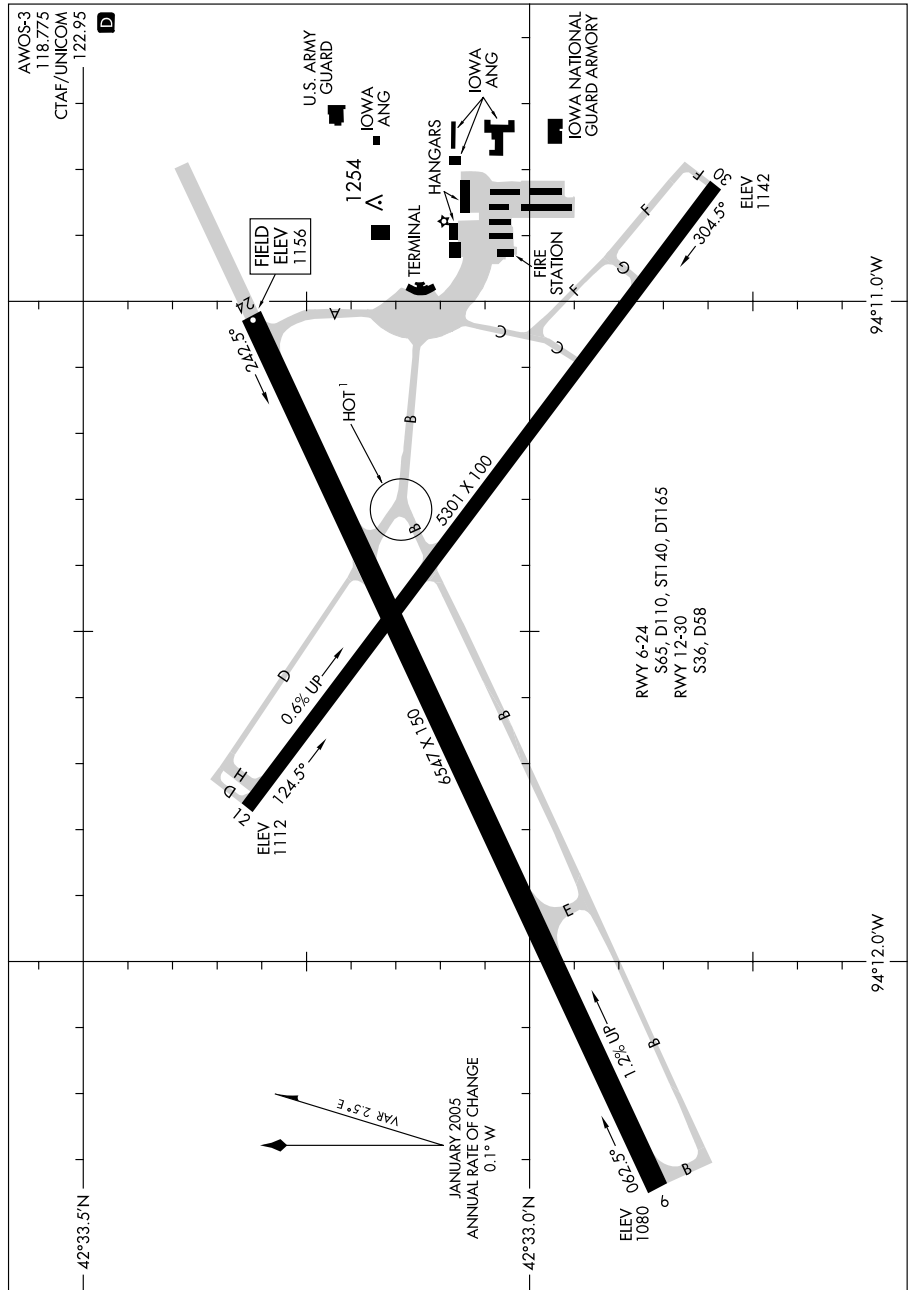 AWOS-3
118.775
CTAF/UNICOM
122.95
D
U.S. ARMY
GUARD
IOWA
ANG
1254
HANGARS
IOWA
ANG
IOWA NATIONAL
GUARD ARMORY
TERMINAL
FIRE
STATION
FIELD
ELEV
1156
24
242.5°
A
HOT 1
B
B
C
C
F
F
F
G
30
ELEV
1142
304.5°
5301 X 100
D
0.6% UP
D
H
12
124.5°
ELEV
1112
6547 X 150
B
E
B
B
1.2% UP
062.5°
6
ELEV
1080
RWY 6-24
S65, D110, ST140, DT165
RWY 12-30
S36, D58
VAR 2.5° E
JANUARY 2005
ANNUAL RATE OF CHANGE
0.1° W
42°33.5'N
42°33.0'N
94°11.0'W
94°12.0'W